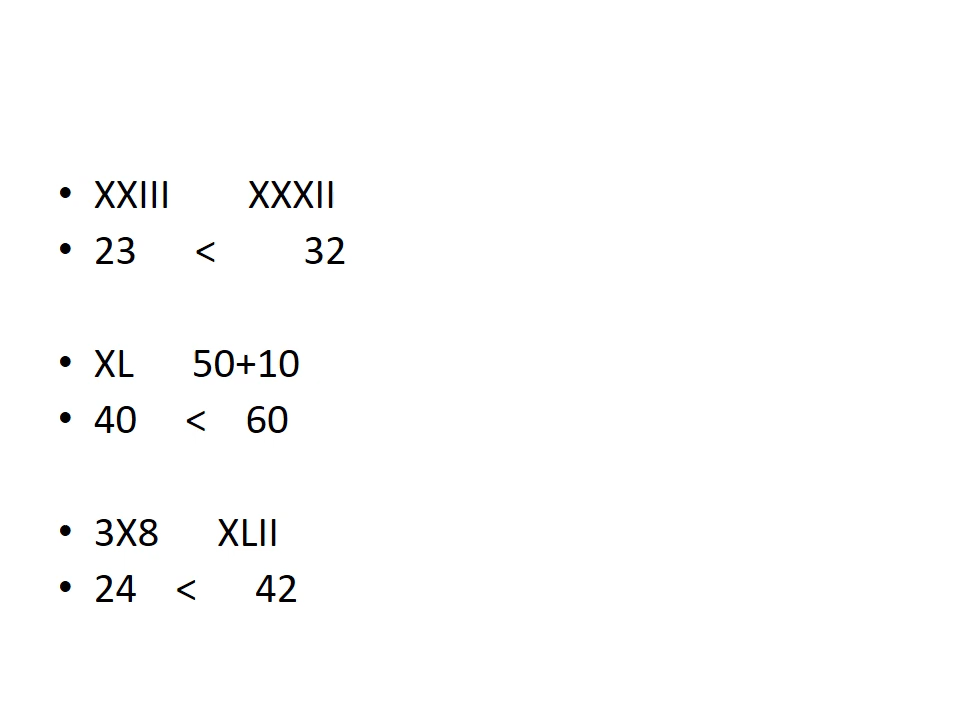 • XXIII XXXII
• 23 < 32
• XL 50+10
• 40 < 60
• 3X8 XLII
• 24 < 42